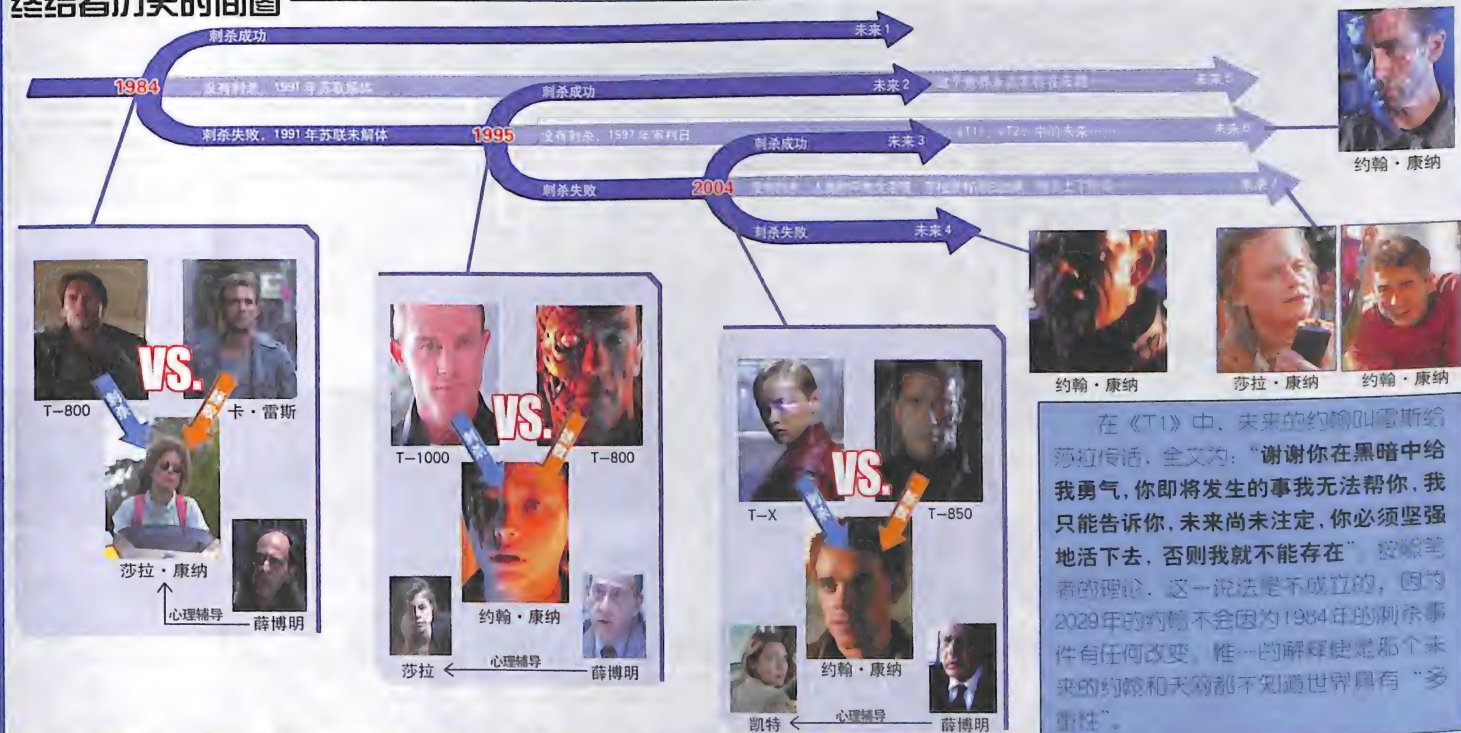 终结者历史时间图
刺杀成功
未来1
1984
没有刺杀，1991年苏联解体
刺杀成功
未来2
刺杀失败，1991年苏联未解体
1995
没有刺杀，1997年审判日
《T1》，《T2》中的未来……
刺杀成功
未来3
刺杀失败
2004
刺杀失败
未来4
约翰·康纳
约翰·康纳
莎拉·康纳
约翰·康纳
VS.
T-800
卡·雷斯
刺杀
莎拉·康纳
心理辅导
薛博明
VS.
T-1000
T-800
刺杀
约翰·康纳
莎拉
心理辅导
薛博明
VS.
T-X
T-850
约翰·康纳
凯特
心理辅导
薛博明
在《T1》中，未来的约翰叫雷斯给
莎拉传话，全文为：“谢谢你在黑暗中给
我勇气，你即将发生的事我无法帮你，我
只能告诉你，未来尚未注定，你必须坚强
地活下去，否则我就不能存在”。按照笔
者的理论，这一说法是不成立的，因为
2029年的约翰不会因为1984年的刺杀事
件有任何改变，惟一的解释便是那个未
来的约翰和天网都不知道世界具有“多
重性”。